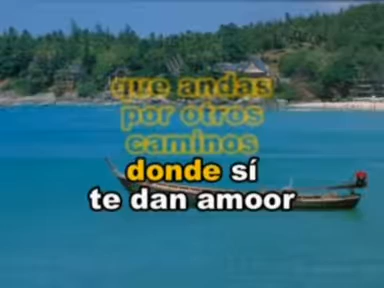 que andas
por otros
caminos
donde sí
te dan amoor